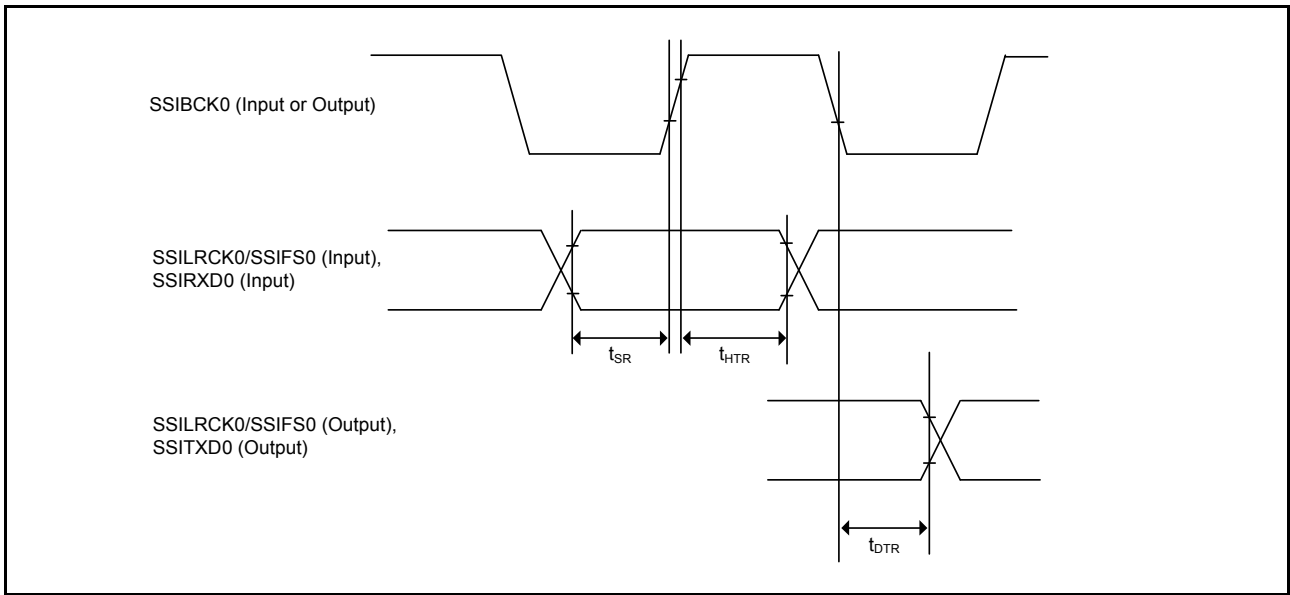 SSIBCK0 (Input or Output)
SSILRCK0/SSIFS0 (Input),
SSIRXD0 (Input)
tSR
tHTR
SSILRCK0/SSIFS0 (Output),
SSITXD0 (Output)
tDTR